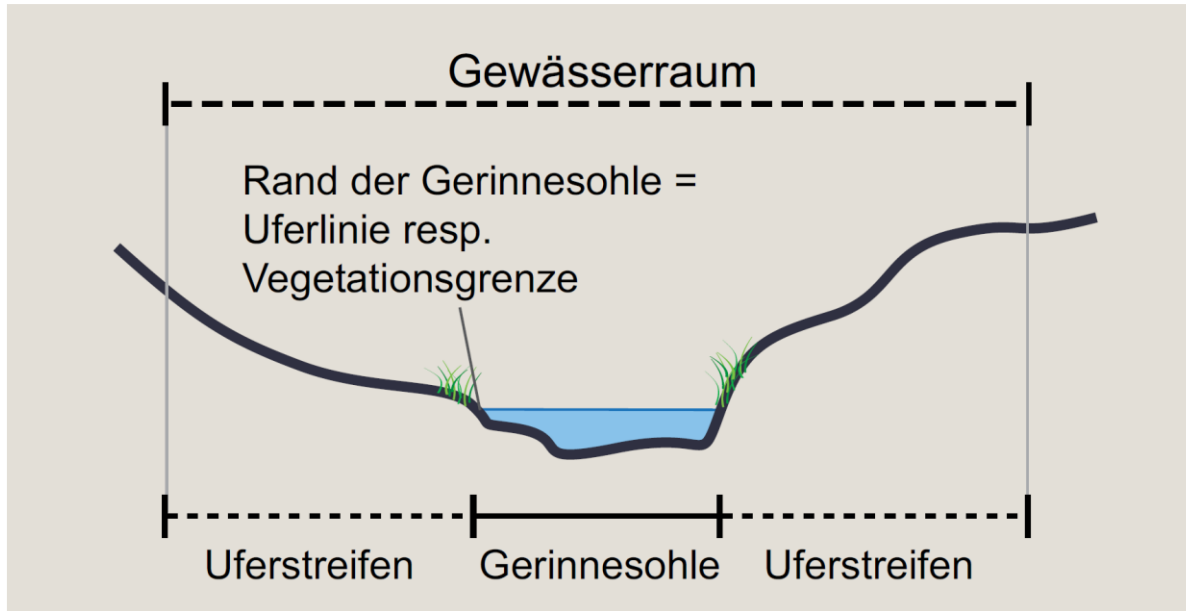 Gewässerraum
Rand der Gerinnesohle =
Uferlinie resp.
Vegetationsgrenze
Uferstreifen
Gerinnesohle
Uferstreifen